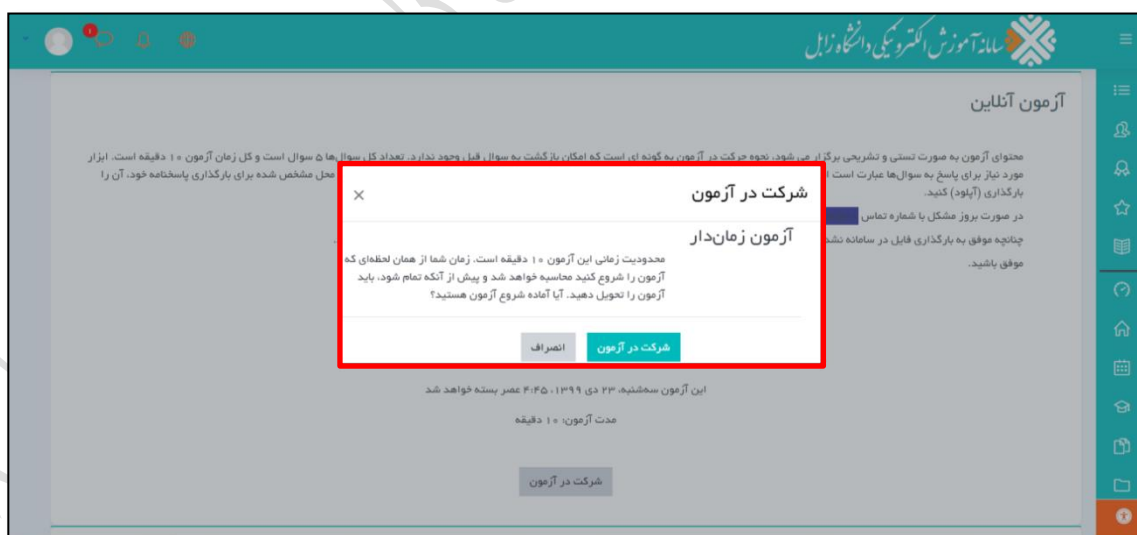 سامانه آموزش الکترونیکی دانشگاه زابل
۱
آزمون آنلاین
محتوای آزمون به صورت تستی و تشریحی برگزار می شود، نحوه حرکت در آزمون به گونه ای است که امکان بازگشت به سوال قبل وجود ندارد. تعداد کل سوال‌ها ۵ سوال است و کل زمان آزمون ۱۰ دقیقه است. ابزار
مورد نیاز برای پاسخ به سوال‌ها عبارت است محل مشخص شده برای بارگذاری پاسخنامه خود، آن را
بارگذاری (آپلود) کنید.
در صورت بروز مشکل با شماره تماس
چنانچه موفق به بارگذاری فایل در سامانه نشد
موفق باشید.
شرکت در آزمون
×
آزمون زمان‌دار
محدودیت زمانی این آزمون ۱۰ دقیقه است. زمان شما از همان لحظه‌ای که
آزمون را شروع کنید محاسبه خواهد شد و پیش از آنکه تمام شود، باید
آزمون را تحویل دهید. آیا آماده شروع آزمون هستید؟
شرکت در آزمون انصراف
این آزمون سه‌شنبه، ۲۳ دی ۱۳۹۹، ۴:۴۵ عصر بسته خواهد شد
مدت آزمون: ۱۰ دقیقه
شرکت در آزمون